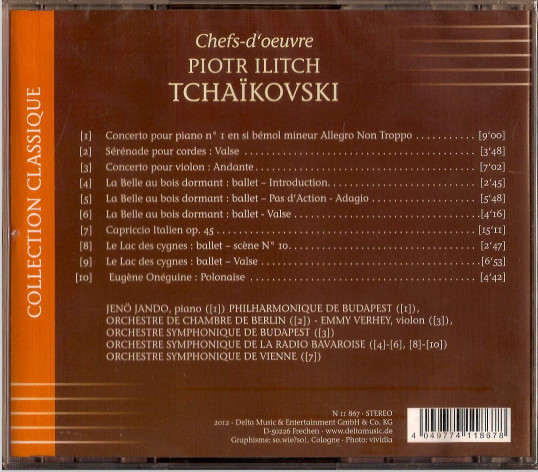 COLLECTION CLASSIQUE
Chefs-d'oeuvre
PIOTR ILITCH
TCHAÏKOVSKI
[1] Concerto pour piano n° 1 en si bémol mineur Allegro Non Troppo [9'00]
[2] Sérénade pour cordes : Valse [3'48]
[3] Concerto pour violon : Andante [7'02]
[4] La Belle au bois dormant : ballet – Introduction. [2'45]
[5] La Belle au bois dormant : ballet – Pas d'Action - Adagio [5'48]
[6] La Belle au bois dormant : ballet - Valse [4'16]
[7] Capriccio Italien op. 45 [15'11]
[8] Le Lac des cygnes : ballet – scène N° 10. [2'47]
[9] Le Lac des cygnes : ballet – Valse [6'53]
[10] Eugène Onéguine : Polonaise [4'42]
JENÖ JANDO, piano ([1]) PHILHARMONIQUE DE BUDAPEST ([1]),
ORCHESTRE DE CHAMBRE DE BERLIN ([2]) - EMMY VERHEY, violon ([3]),
ORCHESTRE SYMPHONIQUE DE BUDAPEST ([3])
ORCHESTRE SYMPHONIQUE DE LA RADIO BAVAROISE ([4]-[6], [8]-[10])
ORCHESTRE SYMPHONIQUE DE VIENNE ([7])
N 11 867 · STEREO
2012 · Delta Music & Entertainment GmbH & Co. KG
D-50226 Frechen · www.deltamusic.de
Graphisme: so.wie?so!, Cologne · Photo: vividia
4 049774 118678